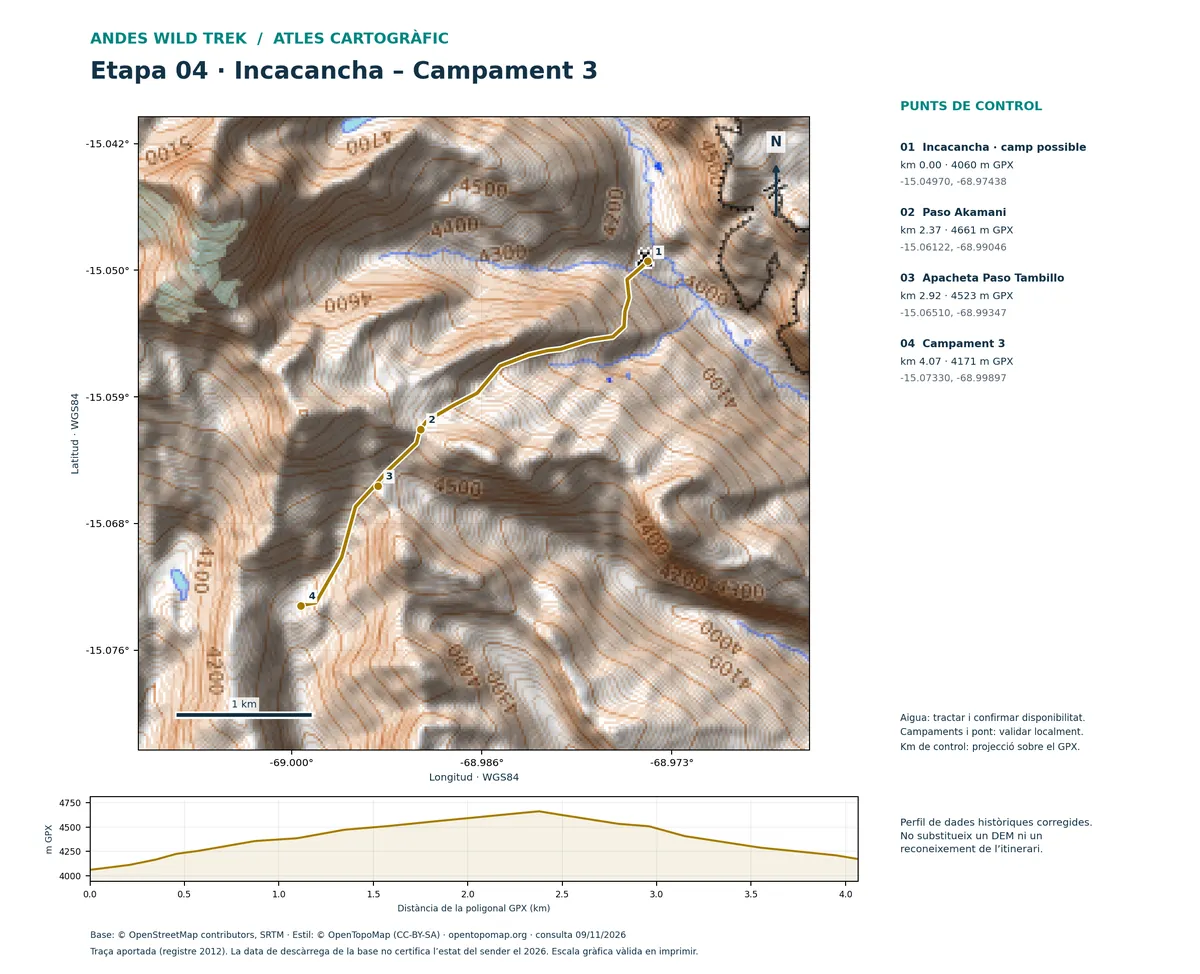 ANDES WILD TREK / ATLES CARTOGRÀFIC
Etapa 04 · Incacancha – Campament 3
PUNTS DE CONTROL
01 Incacancha · camp possible
km 0.00 · 4060 m GPX
-15.04970, -68.97438
02 Paso Akamani
km 2.37 · 4661 m GPX
-15.06122, -68.99046
03 Apacheta Paso Tambillo
km 2.92 · 4523 m GPX
-15.06510, -68.99347
04 Campament 3
km 4.07 · 4171 m GPX
-15.07330, -68.99897
Aigua: tractar i confirmar disponibilitat.
Campaments i pont: validar localment.
Km de control: projecció sobre el GPX.
-15.042°
-15.050°
-15.059°
-15.068°
-15.076°
Latitud · WGS84
5100
4700
4500
4500
N
4400
4200
4300
1
4600
4000
4100
2
3
4500
4400
4100
4200 4300
4
4000
4100
4200
4400
4300
1 km
-69.000°
-68.986°
-68.973°
Longitud · WGS84
4750
4500
4250
4000
m GPX
0.0
0.5
1.0
1.5
2.0
2.5
3.0
3.5
4.0
Distància de la poligonal GPX (km)
Perfil de dades històriques corregides.
No substitueix un DEM ni un
reconeixement de l’itinerari.
Base: © OpenStreetMap contributors, SRTM · Estil: © OpenTopoMap (CC-BY-SA) · opentopomap.org · consulta 09/11/2026
Traça aportada (registre 2012). La data de descàrrega de la base no certifica l’estat del sender el 2026. Escala gràfica vàlida en imprimir.